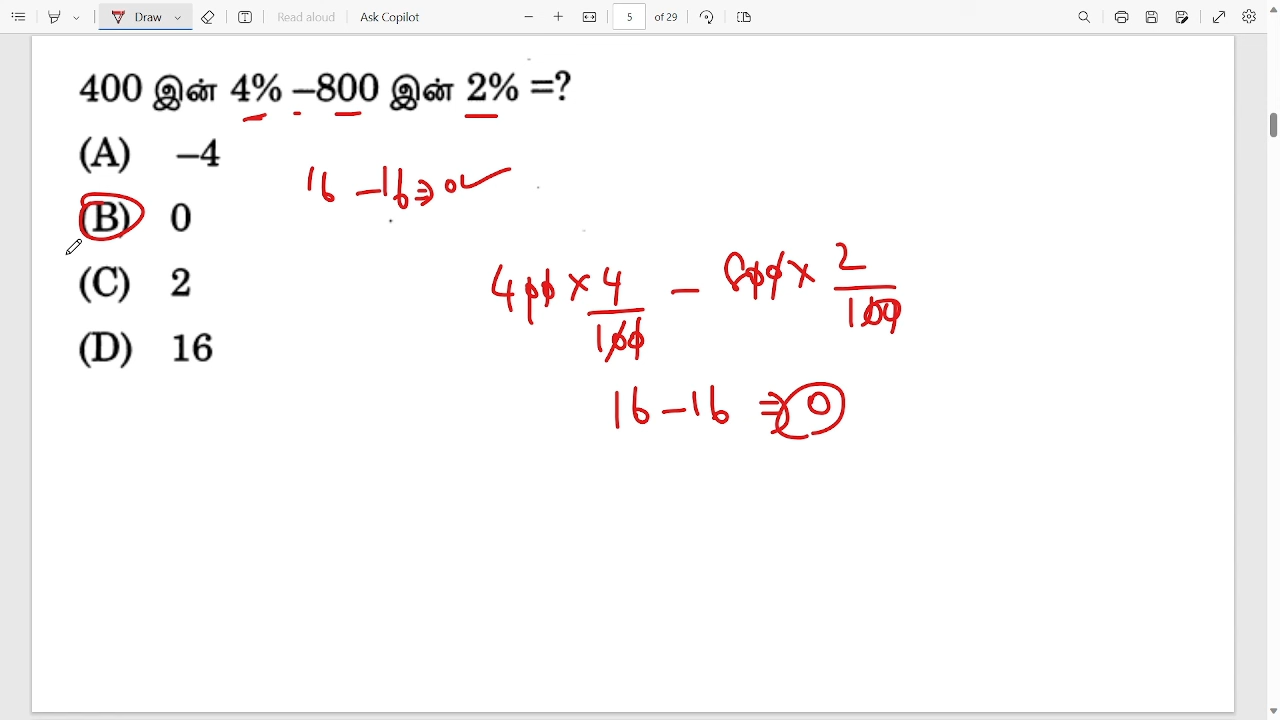 Draw
Read aloud
Ask Copilot
5
of 29
400 இன் 4% –800 இன் 2% =?
(A) –4
16 – 16 ⇒ 0
(B) 0
400 × 4/100 – 800 × 2/100
(C) 2
(D) 16
16 – 16 ⇒ 0